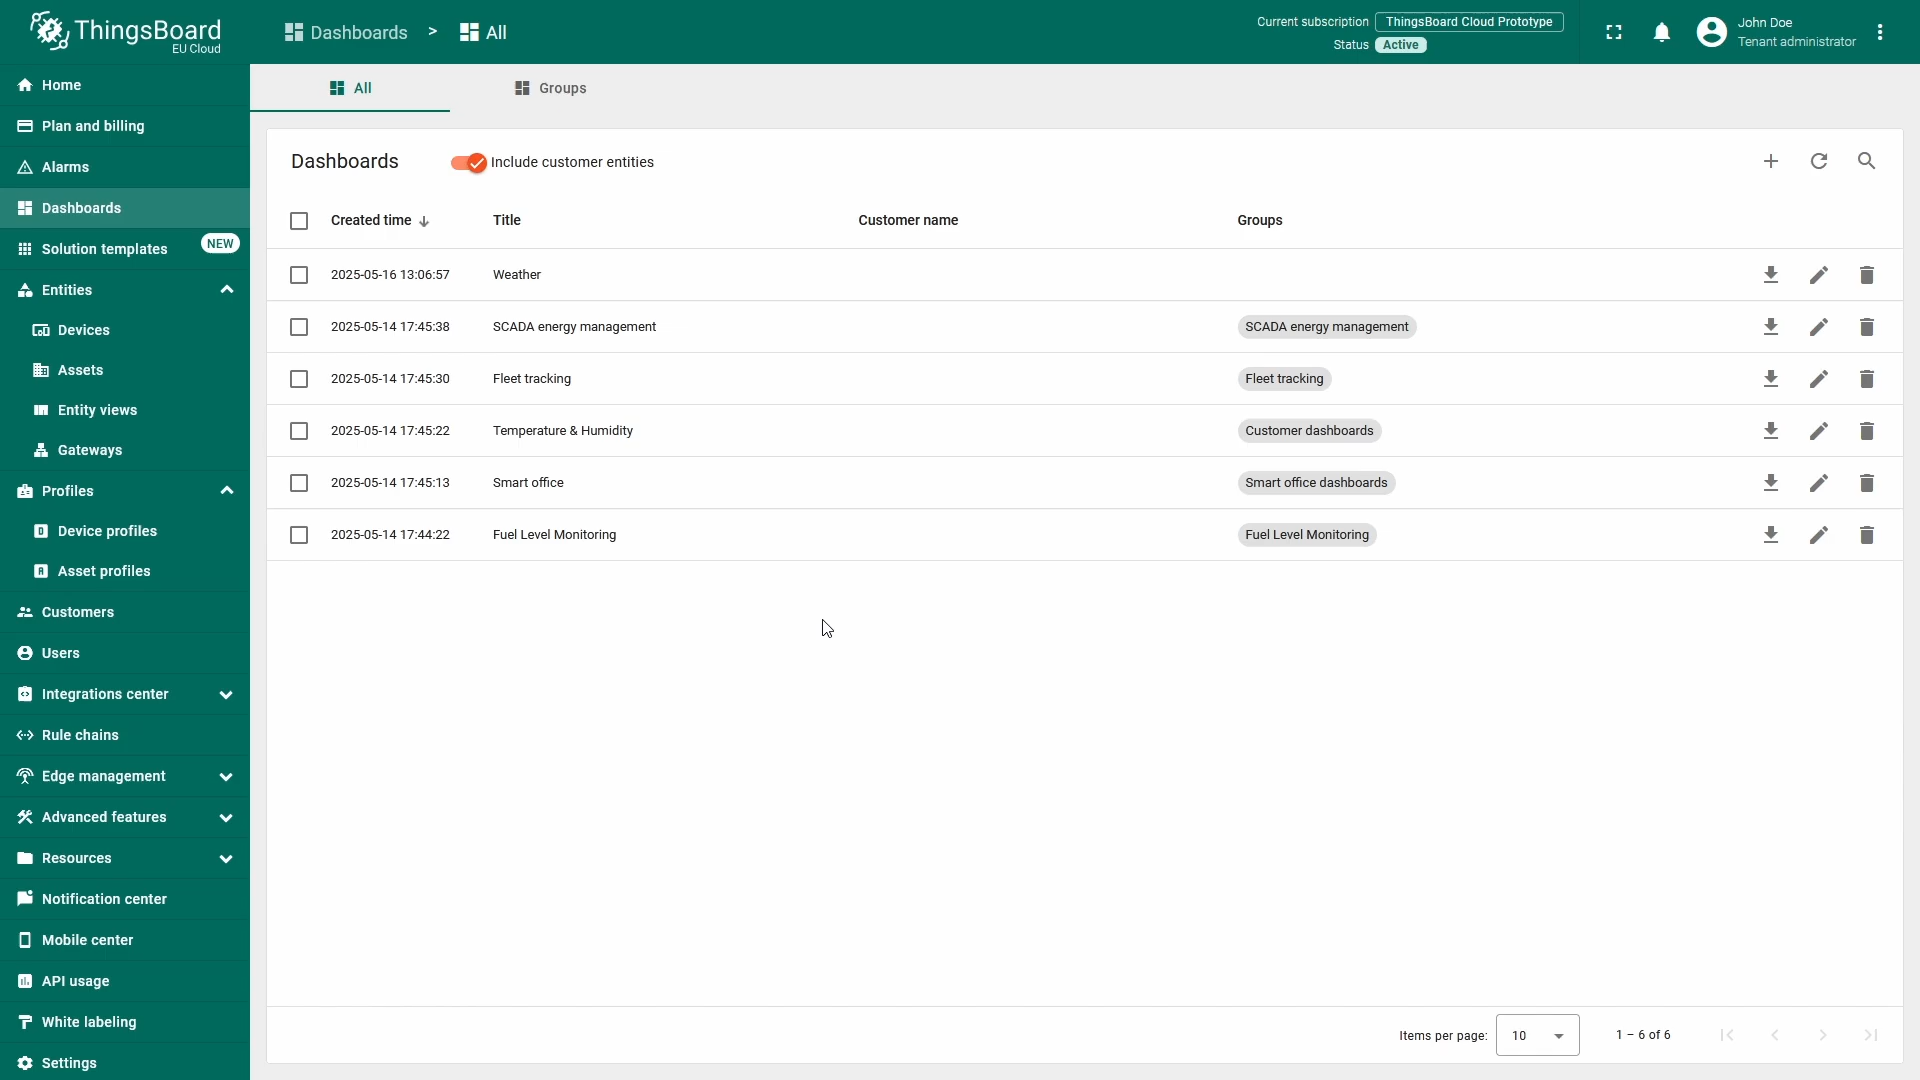 ThingsBoard
EU Cloud
Dashboards > All
Current subscription ThingsBoard Cloud Prototype
Status Active
John Doe
Tenant administrator
Home
Plan and billing
Alarms
Dashboards
Solution templates NEW
Entities
Devices
Assets
Entity views
Gateways
Profiles
Device profiles
Asset profiles
Customers
Users
Integrations center
Rule chains
Edge management
Advanced features
Resources
Notification center
Mobile center
API usage
White labeling
Settings
All Groups
Dashboards Include customer entities
Created time Title Customer name Groups
2025-05-16 13:06:57 Weather
2025-05-14 17:45:38 SCADA energy management SCADA energy management
2025-05-14 17:45:30 Fleet tracking Fleet tracking
2025-05-14 17:45:22 Temperature & Humidity Customer dashboards
2025-05-14 17:45:13 Smart office Smart office dashboards
2025-05-14 17:44:22 Fuel Level Monitoring Fuel Level Monitoring
Items per page: 10 1 – 6 of 6